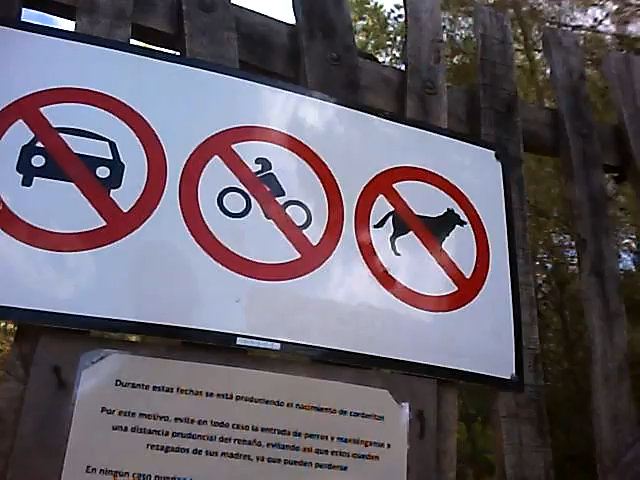 Durante estas fechas se está produciendo el nacimiento de corderitos
Por este motivo, evite en todo caso la entrada de perros y manténganse a
una distancia prudencial del rebaño, evitando así que estos queden
rezagados de sus madres, ya que pueden perderse
En ningún caso